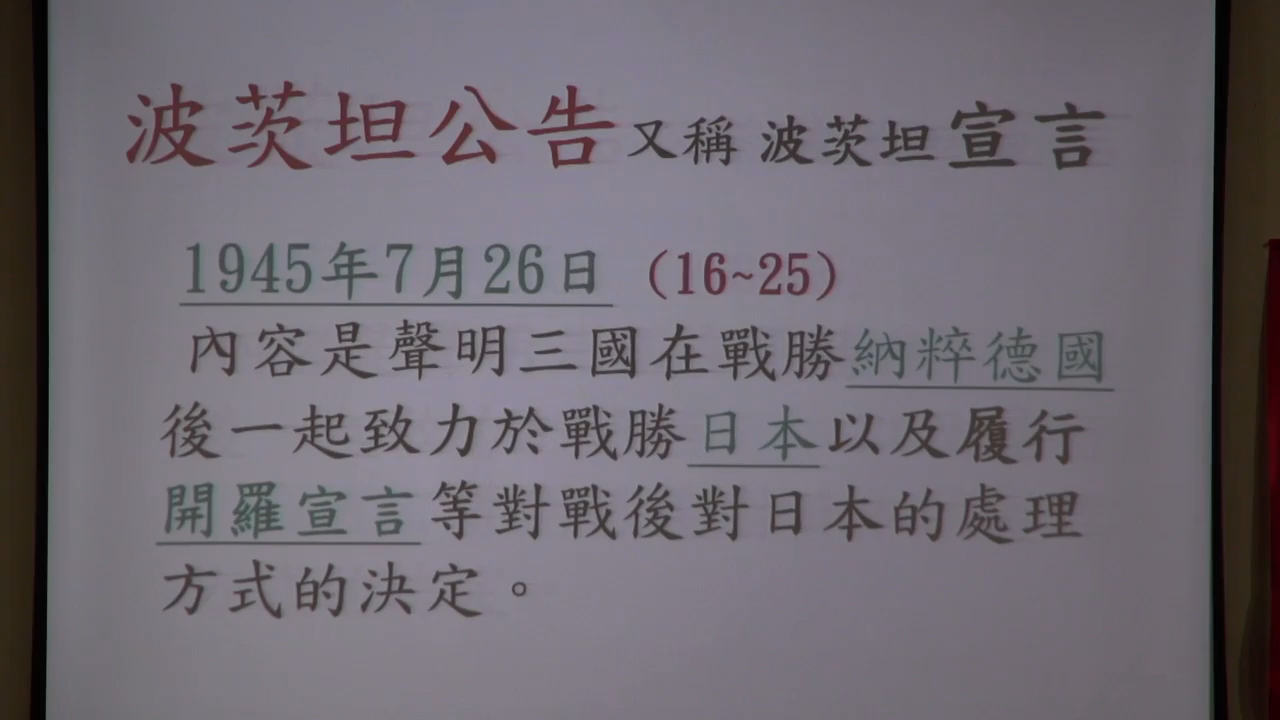 波茨坦公告又稱 波茨坦宣言
1945年7月26日 (16~25)
內容是聲明三國在戰勝納粹德國
後一起致力於戰勝日本以及履行
開羅宣言等對戰後對日本的處理
方式的決定。